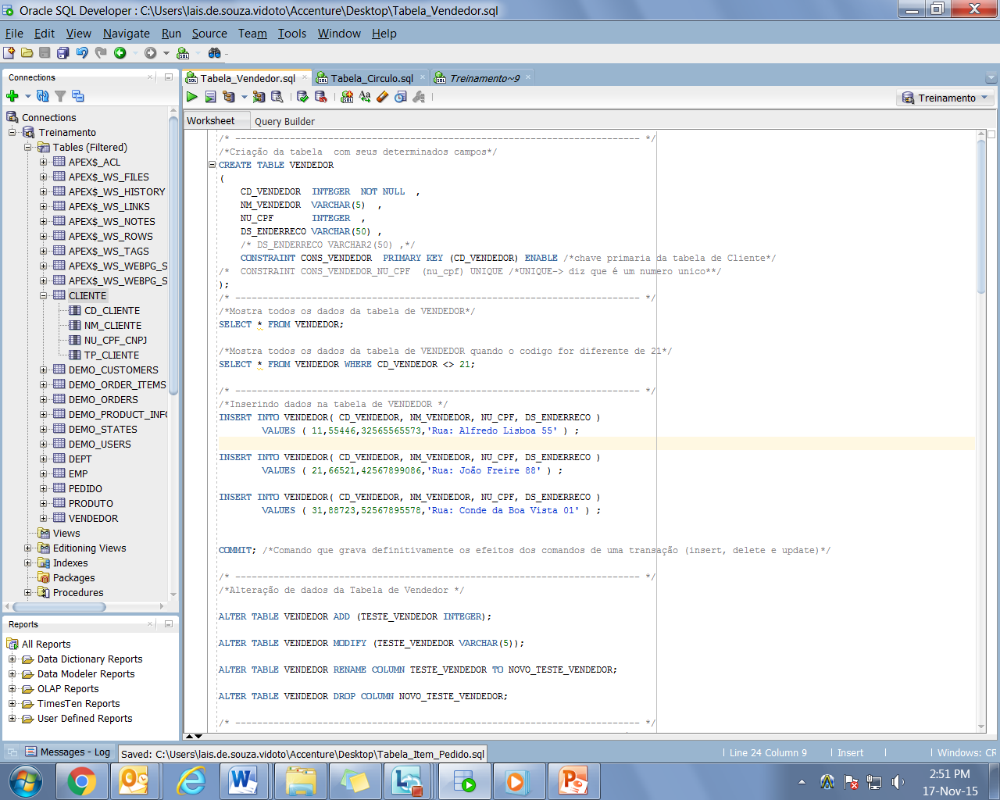 Oracle SQL Developer : C:\Users\lais.de.souza.vidoto\Accenture\Desktop\Tabela_Vendedor.sql
File Edit View Navigate Run Source Team Tools Window Help
Connections
Connections
Treinamento
Tables (Filtered)
APEX$_ACL
APEX$_WS_FILES
APEX$_WS_HISTORY
APEX$_WS_LINKS
APEX$_WS_NOTES
APEX$_WS_ROWS
APEX$_WS_TAGS
APEX$_WS_WEBPG_S
APEX$_WS_WEBPG_S
CLIENTE
CD_CLIENTE
NM_CLIENTE
NU_CPF_CNPJ
TP_CLIENTE
DEMO_CUSTOMERS
DEMO_ORDER_ITEMS
DEMO_ORDERS
DEMO_PRODUCT_INFO
DEMO_STATES
DEMO_USERS
DEPT
EMP
PEDIDO
PRODUTO
VENDEDOR
Views
Editioning Views
Indexes
Packages
Procedures
Reports
All Reports
Data Dictionary Reports
Data Modeler Reports
OLAP Reports
TimesTen Reports
User Defined Reports
Tabela_Vendedor.sql Tabela_Circulo.sql Treinamento~9
Treinamento
Worksheet Query Builder
/* -------------------------------------------------------------------------- */
/*Criação da tabela  com seus determinados campos*/
CREATE TABLE VENDEDOR
(
CD_VENDEDOR  INTEGER  NOT NULL  ,
NM_VENDEDOR  VARCHAR(5)  ,
NU_CPF       INTEGER  ,
DS_ENDERRECO VARCHAR(50) ,
/* DS_ENDERRECO VARCHAR2(50) ,*/
CONSTRAINT CONS_VENDEDOR  PRIMARY KEY (CD_VENDEDOR) ENABLE /*chave primaria da tabela de Cliente*/
/*  CONSTRAINT CONS_VENDEDOR_NU_CPF  (nu_cpf) UNIQUE /*UNIQUE-> diz que é um numero unico**/
);
/* -------------------------------------------------------------------------- */
/*Mostra todos os dados da tabela de VENDEDOR*/
SELECT * FROM VENDEDOR;
/*Mostra todos os dados da tabela de VENDEDOR quando o codigo for diferente de 21*/
SELECT * FROM VENDEDOR WHERE CD_VENDEDOR <> 21;
/* -------------------------------------------------------------------------- */
/*Inserindo dados na tabela de VENDEDOR */
INSERT INTO VENDEDOR( CD_VENDEDOR, NM_VENDEDOR, NU_CPF, DS_ENDERRECO )
VALUES ( 11,55446,32565565573,'Rua: Alfredo Lisboa 55' ) ;
INSERT INTO VENDEDOR( CD_VENDEDOR, NM_VENDEDOR, NU_CPF, DS_ENDERRECO )
VALUES ( 21,66521,42567899086,'Rua: João Freire 88' ) ;
INSERT INTO VENDEDOR( CD_VENDEDOR, NM_VENDEDOR, NU_CPF, DS_ENDERRECO )
VALUES ( 31,88723,52567895578,'Rua: Conde da Boa Vista 01' ) ;
COMMIT; /*Comando que grava definitivamente os efeitos dos comandos de uma transação (insert, delete e update)*/
/* -------------------------------------------------------------------------- */
/*Alteração de dados da Tabela de Vendedor */
ALTER TABLE VENDEDOR ADD (TESTE_VENDEDOR INTEGER);
ALTER TABLE VENDEDOR MODIFY (TESTE_VENDEDOR VARCHAR(5));
ALTER TABLE VENDEDOR RENAME COLUMN TESTE_VENDEDOR TO NOVO_TESTE_VENDEDOR;
ALTER TABLE VENDEDOR DROP COLUMN NOVO_TESTE_VENDEDOR;
/* -------------------------------------------------------------------------- */
Messages - Log
Saved: C:\Users\lais.de.souza.vidoto\Accenture\Desktop\Tabela_Item_Pedido.sql
Line 24 Column 9 Insert Windows: CR
2:51 PM
17-Nov-15